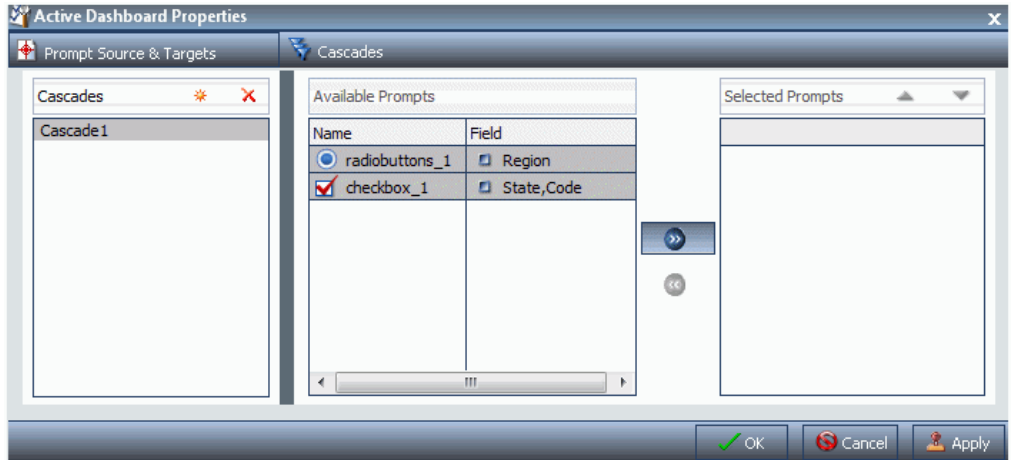 Active Dashboard Properties
x
Prompt Source & Targets
Cascades
Cascades
Available Prompts
Selected Prompts
Cascade1
Name
Field
radiobuttons_1
Region
checkbox_1
State,Code
OK
Cancel
Apply